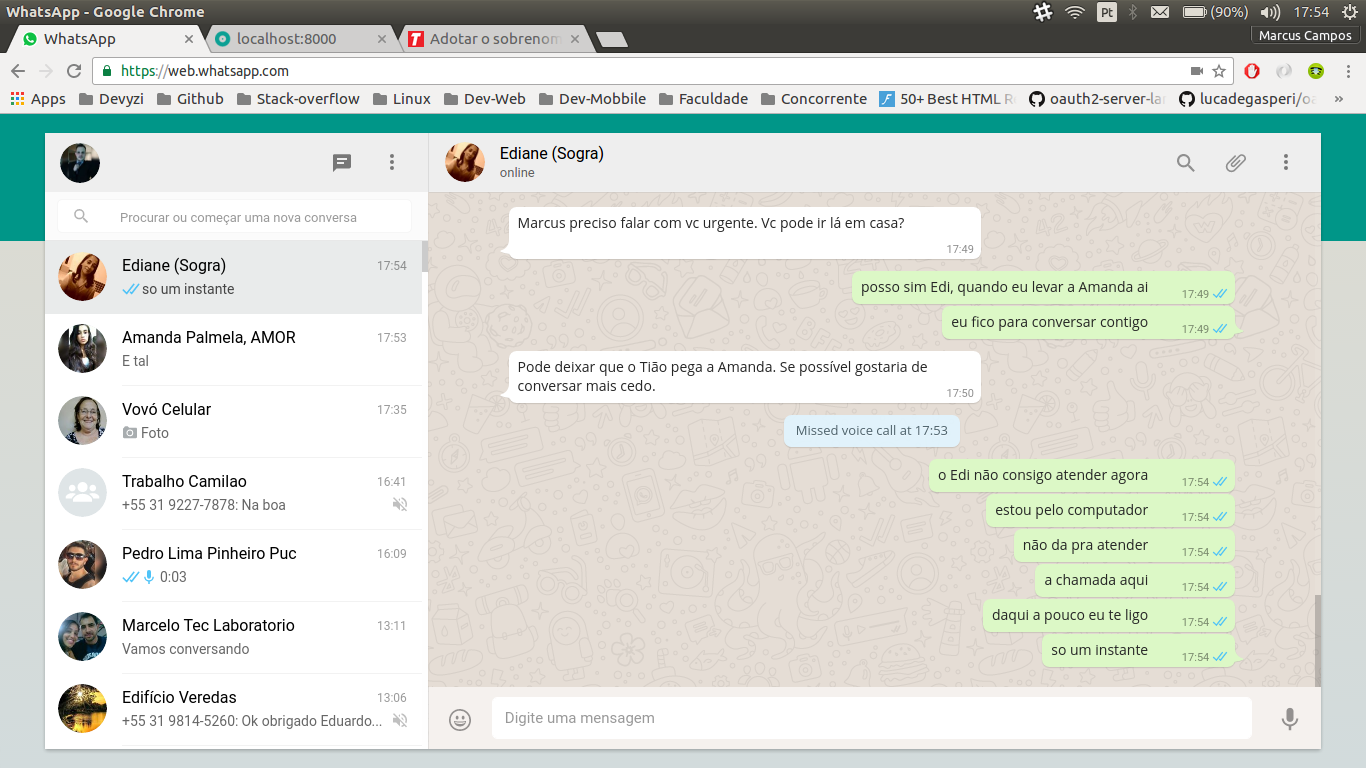 WhatsApp - Google Chrome
Pt
(90%)
17:54
WhatsApp
localhost:8000
Adotar o sobrenom
Marcus Campos
https://web.whatsapp.com
Apps
Devyzi
Github
Stack-overflow
Linux
Dev-Web
Dev-Mobbile
Faculdade
Concorrente
50+ Best HTML R
oauth2-server-lar
lucadegasperi/oa
»
Procurar ou começar uma nova conversa
Ediane (Sogra)
17:54
so um instante
Amanda Palmela, AMOR
17:53
E tal
Vovó Celular
17:35
Foto
Trabalho Camilao
16:41
+55 31 9227-7878: Na boa
Pedro Lima Pinheiro Puc
16:09
0:03
Marcelo Tec Laboratorio
13:11
Vamos conversando
Edifício Veredas
13:06
+55 31 9814-5260: Ok obrigado Eduardo...
Ediane (Sogra)
online
Marcus preciso falar com vc urgente. Vc pode ir lá em casa?
17:49
posso sim Edi, quando eu levar a Amanda ai
17:49
eu fico para conversar contigo
17:49
Pode deixar que o Tião pega a Amanda. Se possível gostaria de
conversar mais cedo.
17:50
Missed voice call at 17:53
o Edi não consigo atender agora
17:54
estou pelo computador
17:54
não da pra atender
17:54
a chamada aqui
17:54
daqui a pouco eu te ligo
17:54
so um instante
17:54
Digite uma mensagem